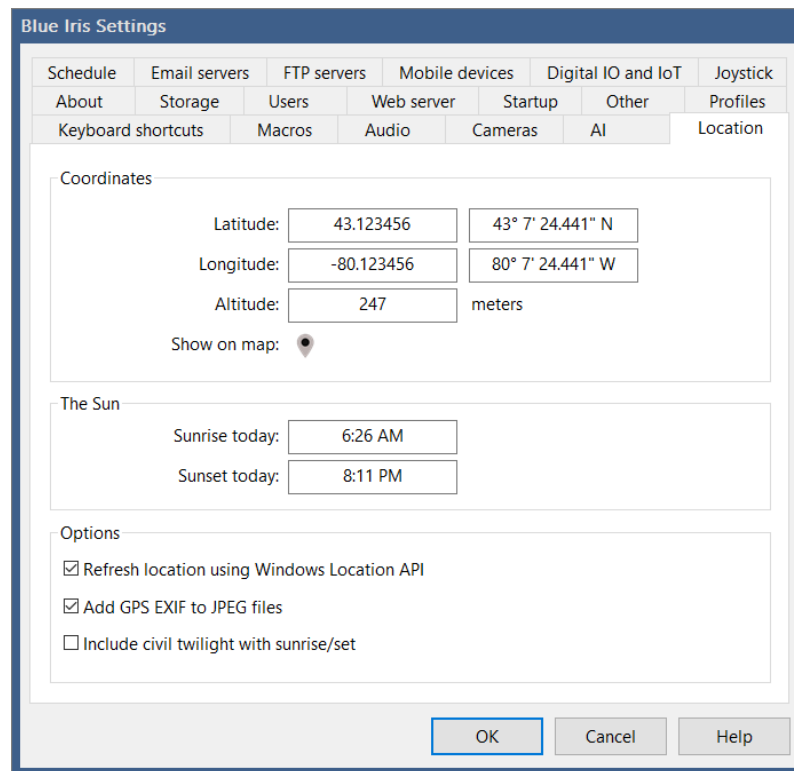 Blue Iris Settings
Schedule Email servers FTP servers Mobile devices Digital IO and IoT Joystick
About Storage Users Web server Startup Other Profiles
Keyboard shortcuts Macros Audio Cameras AI Location
Coordinates
Latitude: 43.123456 43° 7' 24.441" N
Longitude: -80.123456 80° 7' 24.441" W
Altitude: 247 meters
Show on map:
The Sun
Sunrise today: 6:26 AM
Sunset today: 8:11 PM
Options
Refresh location using Windows Location API
Add GPS EXIF to JPEG files
Include civil twilight with sunrise/set
OK Cancel Help